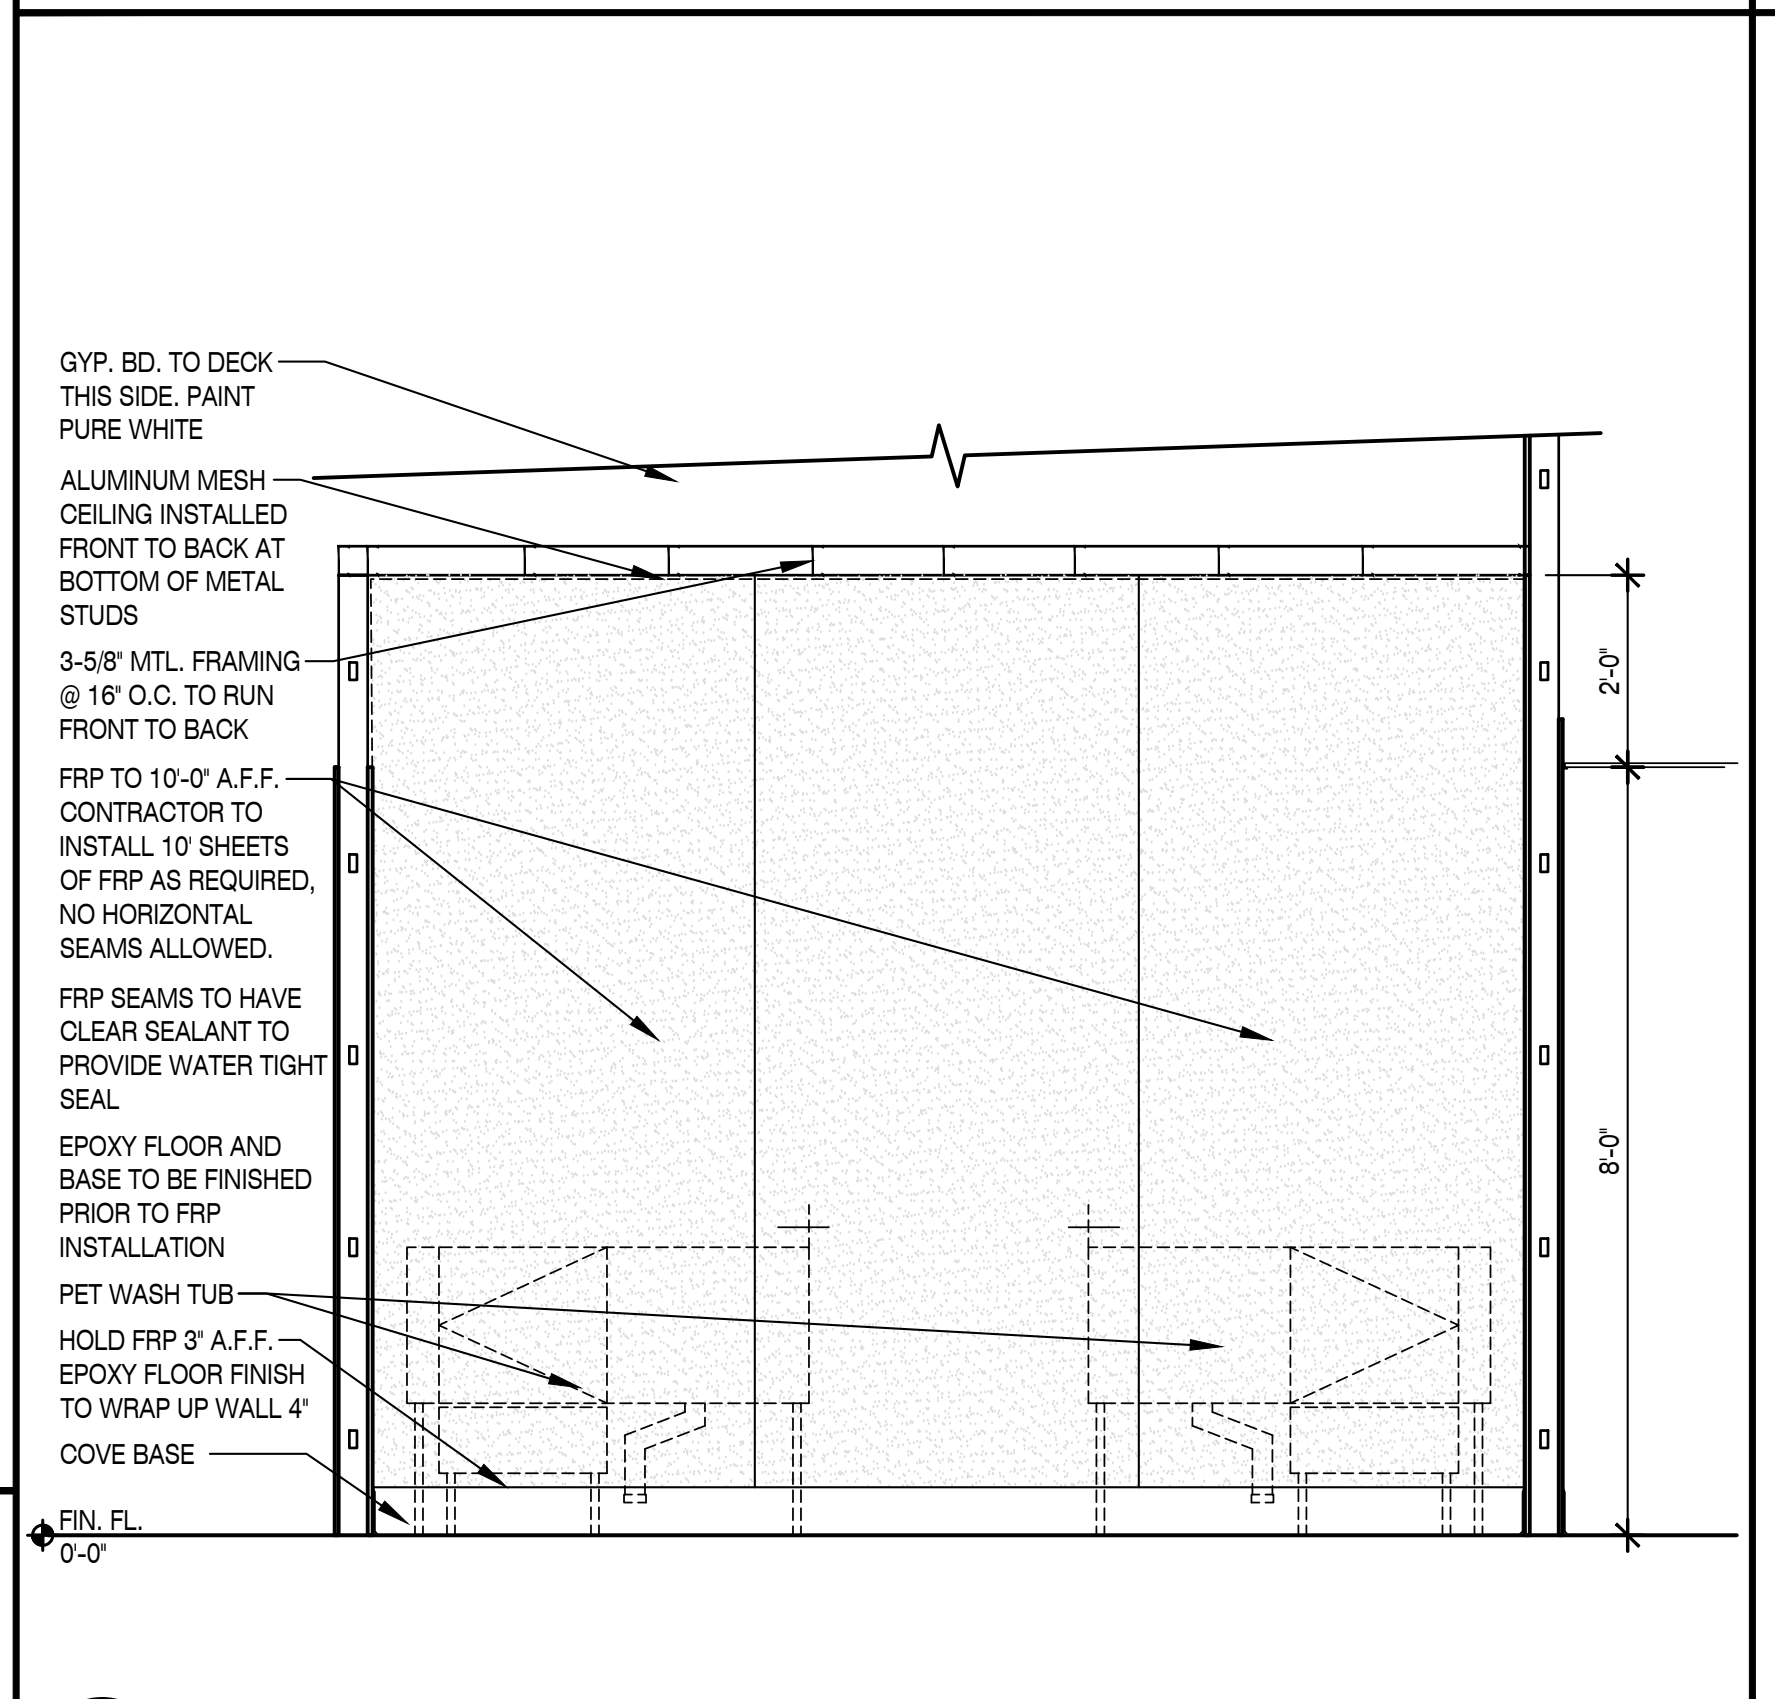 GYP. BD. TO DECK
THIS SIDE. PAINT
PURE WHITE
ALUMINUM MESH
CEILING INSTALLED
FRONT TO BACK AT
BOTTOM OF METAL
STUDS
3-5/8" MTL. FRAMING
@ 16" O.C. TO RUN
FRONT TO BACK
FRP TO 10'-0" A.F.F.
CONTRACTOR TO
INSTALL 10' SHEETS
OF FRP AS REQUIRED,
NO HORIZONTAL
SEAMS ALLOWED.
FRP SEAMS TO HAVE
CLEAR SEALANT TO
PROVIDE WATER TIGHT
SEAL
EPOXY FLOOR AND
BASE TO BE FINISHED
PRIOR TO FRP
INSTALLATION
PET WASH TUB
HOLD FRP 3" A.F.F.
EPOXY FLOOR FINISH
TO WRAP UP WALL 4"
COVE BASE
FIN. FL.
0'-0"
2'-0"
8'-0"